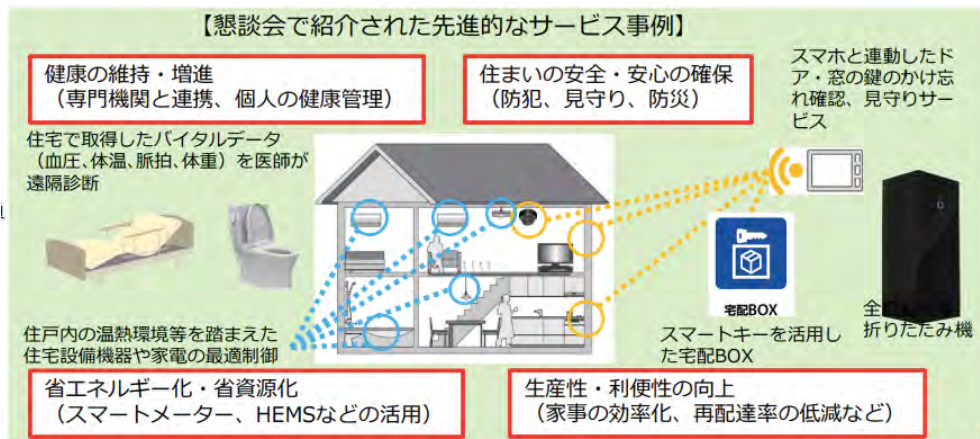 【懇談会で紹介された先進的なサービス事例】
健康の維持・増進
（専門機関と連携、個人の健康管理）
住まいの安全・安心の確保
（防犯、見守り、防災）
スマホと連動したド
ア・窓の鍵のかけ忘
れ確認、見守りサー
ビス
住宅で取得したバイタルデータ
（血圧、体温、脈拍、体重）を医師が
遠隔診断
宅配BOX
スマートキーを活用し
た宅配BOX
全
折りたたみ機
住戸内の温熱環境等を踏まえた
住宅設備機器や家電の最適制御
省エネルギー化・省資源化
（スマートメーター、HEMSなどの活用）
生産性・利便性の向上
（家事の効率化、再配達率の低減など）